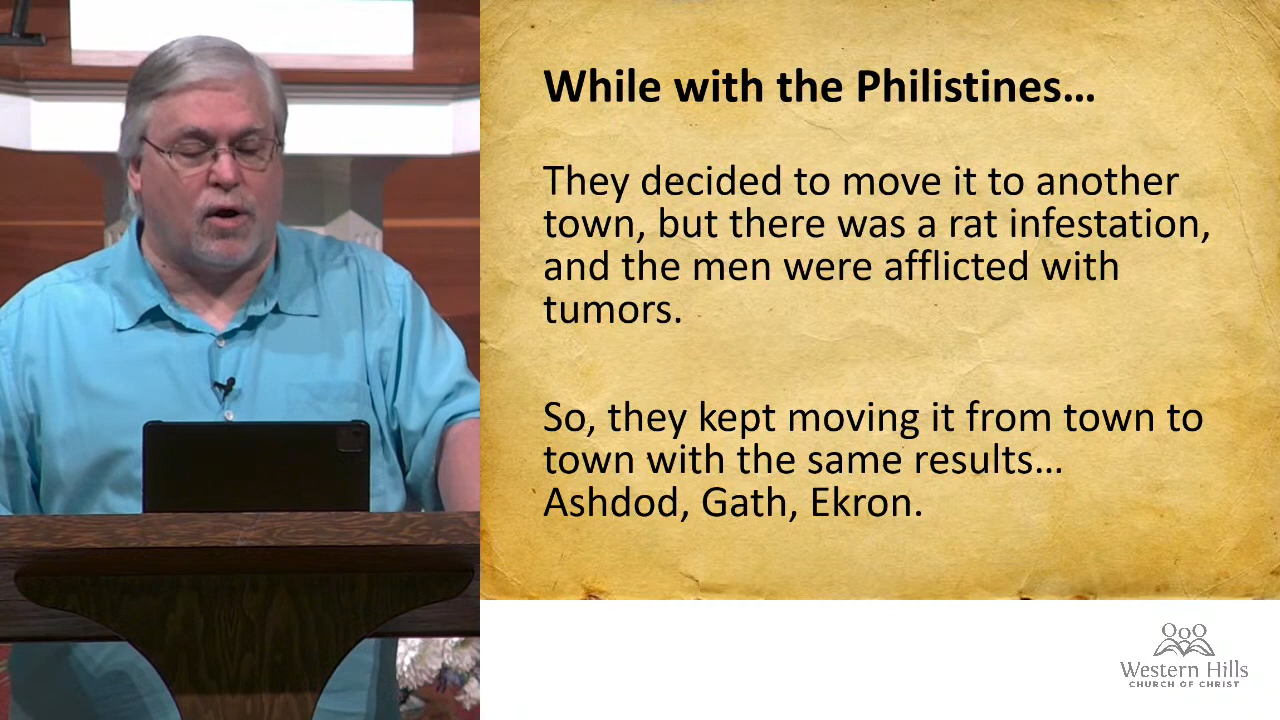 While with the Philistines…
They decided to move it to another
town, but there was a rat infestation,
and the men were afflicted with
tumors.
So, they kept moving it from town to
town with the same results…
Ashdod, Gath, Ekron.
Western Hills
CHURCH OF CHRIST